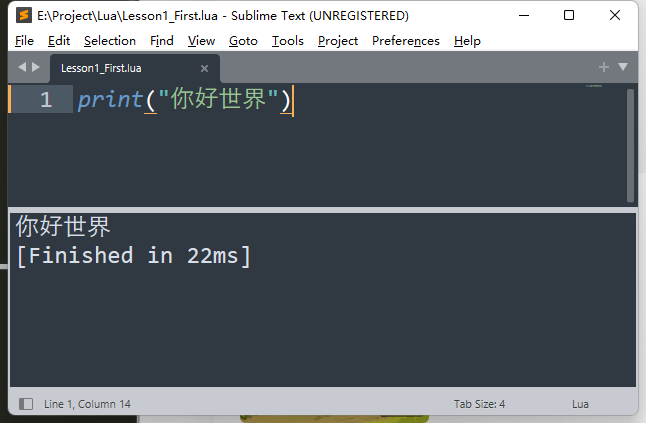 E:\Project\Lua\Lesson1_First.lua - Sublime Text (UNREGISTERED)
File Edit Selection Find View Goto Tools Project Preferences Help
Lesson1_First.lua
1 print("你好世界")
你好世界
[Finished in 22ms]
Line 1, Column 14 Tab Size: 4 Lua